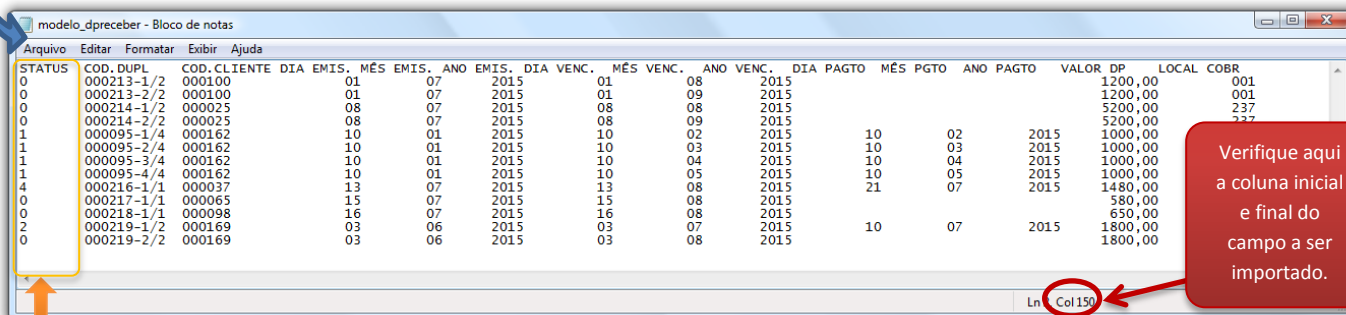 modelo_dpreceber - Bloco de notas
Arquivo Editar Formatar Exibir Ajuda
STATUS COD.DUPL COD.CLIENTE DIA EMIS. MÊS EMIS. ANO EMIS. DIA VENC. MÊS VENC. ANO VENC. DIA PAGTO MÊS PGTO ANO PAGTO VALOR DP LOCAL COBR
0 000213-1/2 000100 01 07 2015 01 08 2015 1200,00 001
0 000213-2/2 000100 01 07 2015 01 09 2015 1200,00 001
0 000214-1/2 000025 08 07 2015 08 08 2015 5200,00 237
0 000214-2/2 000025 08 07 2015 08 09 2015 5200,00 237
1 000095-1/4 000162 10 01 2015 10 02 2015 10 02 2015 1000,00
1 000095-2/4 000162 10 01 2015 10 03 2015 10 03 2015 1000,00
1 000095-3/4 000162 10 01 2015 10 04 2015 10 04 2015 1000,00
1 000095-4/4 000162 10 01 2015 10 05 2015 10 05 2015 1000,00
4 000216-1/1 000037 13 07 2015 13 08 2015 21 07 2015 1480,00
0 000217-1/1 000065 15 07 2015 15 08 2015 580,00
0 000218-1/1 000098 16 07 2015 16 08 2015 650,00
2 000219-1/2 000169 03 06 2015 03 07 2015 10 07 2015 1800,00
0 000219-2/2 000169 03 06 2015 03 08 2015 1800,00
Verifique aqui
a coluna inicial
e final do
campo a ser
importado.
Ln Col 150